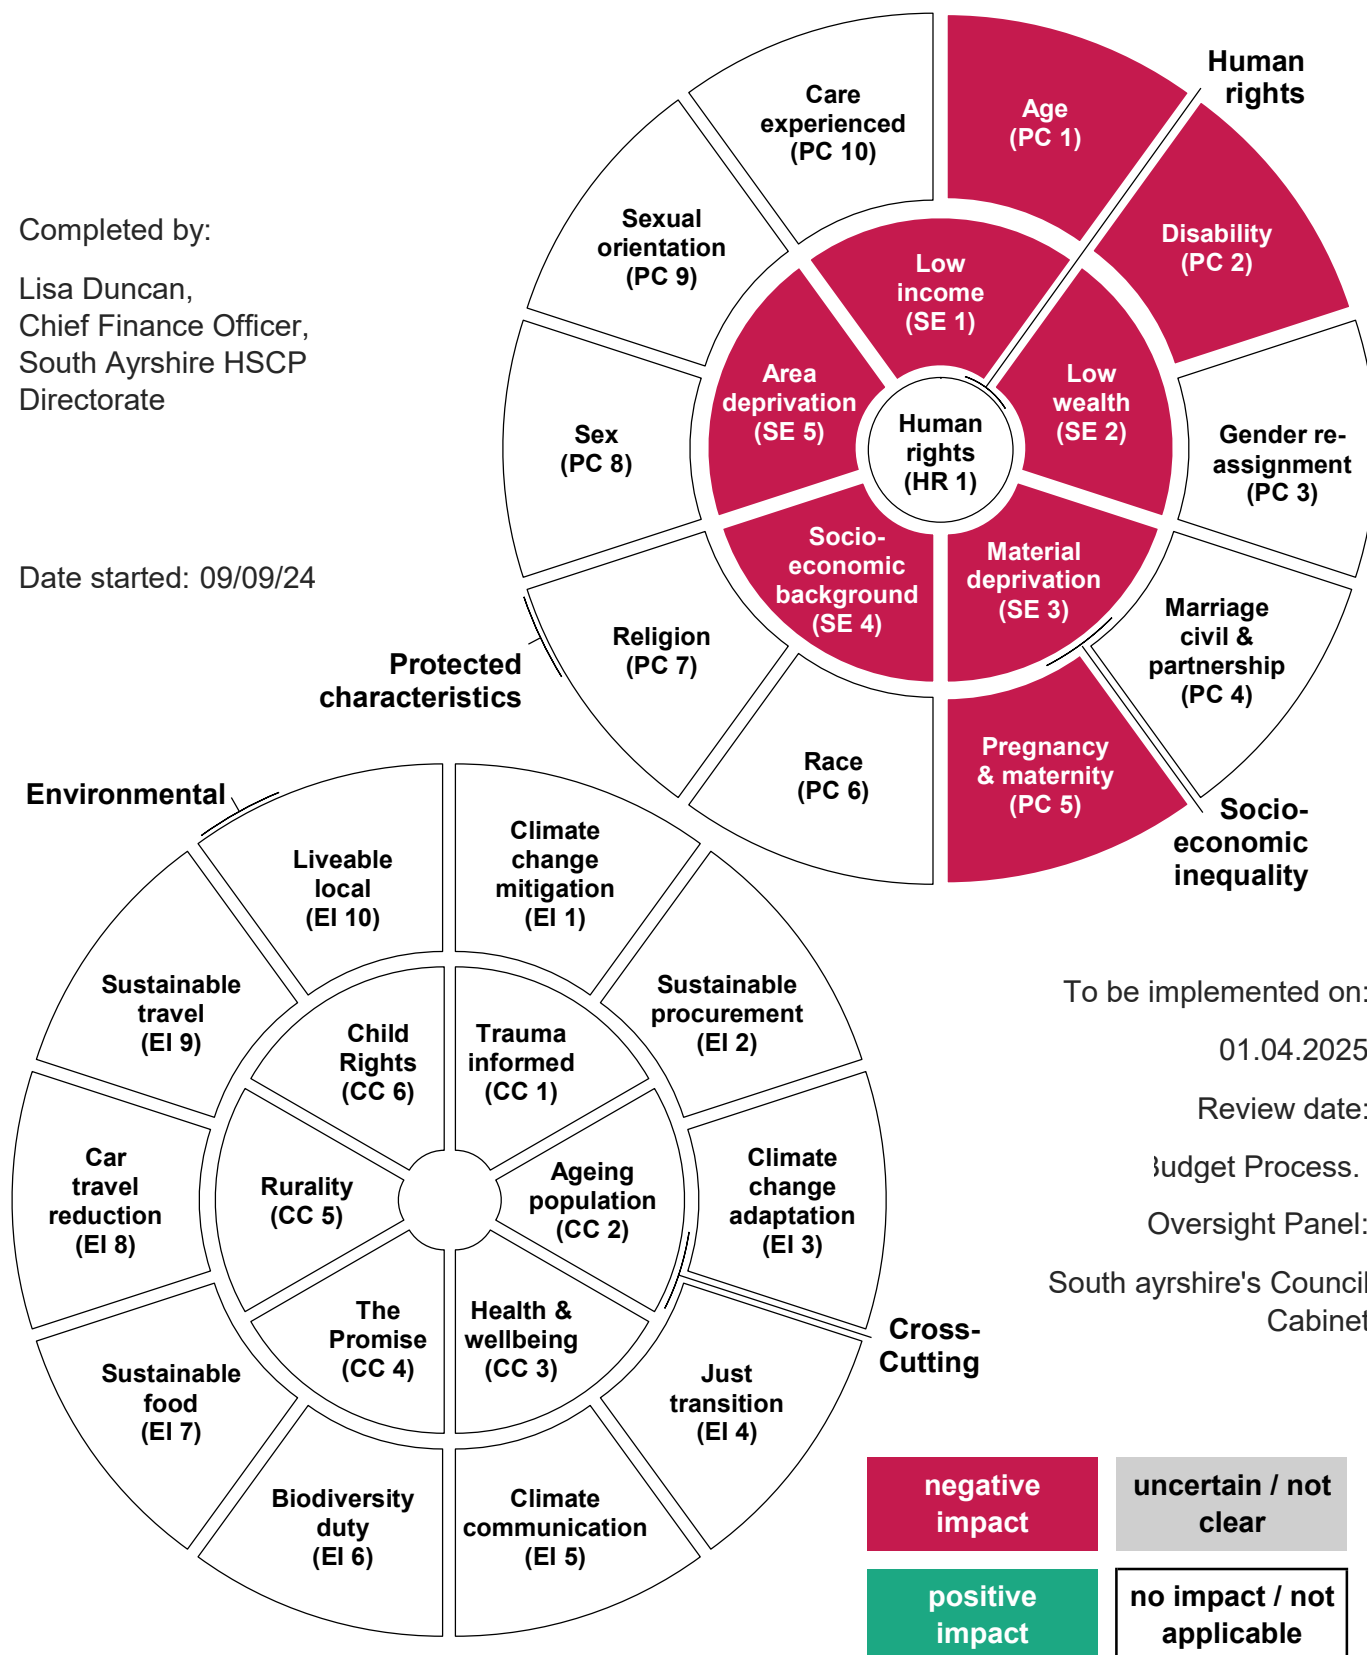 Completed by:
Lisa Duncan,
Chief Finance Officer,
South Ayrshire HSCP
Directorate
Date started: 09/09/24
Human
rights
Age
(PC 1)
Disability
(PC 2)
Gender re-
assignment
(PC 3)
Marriage
civil &
partnership
(PC 4)
Pregnancy
& maternity
(PC 5)
Race
(PC 6)
Religion
(PC 7)
Sex
(PC 8)
Sexual
orientation
(PC 9)
Care
experienced
(PC 10)
Low
income
(SE 1)
Low
wealth
(SE 2)
Material
deprivation
(SE 3)
Socio-
economic
background
(SE 4)
Area
deprivation
(SE 5)
Human
rights
(HR 1)
Protected
characteristics
Socio-
economic
inequality
Environmental
Climate
change
mitigation
(EI 1)
Sustainable
procurement
(EI 2)
Climate
change
adaptation
(EI 3)
Just
transition
(EI 4)
Climate
communication
(EI 5)
Biodiversity
duty
(EI 6)
Sustainable
food
(EI 7)
Car
travel
reduction
(EI 8)
Sustainable
travel
(EI 9)
Liveable
local
(EI 10)
Trauma
informed
(CC 1)
Ageing
population
(CC 2)
Health &
wellbeing
(CC 3)
The
Promise
(CC 4)
Rurality
(CC 5)
Child
Rights
(CC 6)
Cross-
Cutting
To be implemented on:
01.04.2025
Review date:
Budget Process.
Oversight Panel:
South ayrshire's Council
Cabinet
negative
impact
uncertain / not
clear
positive
impact
no impact / not
applicable